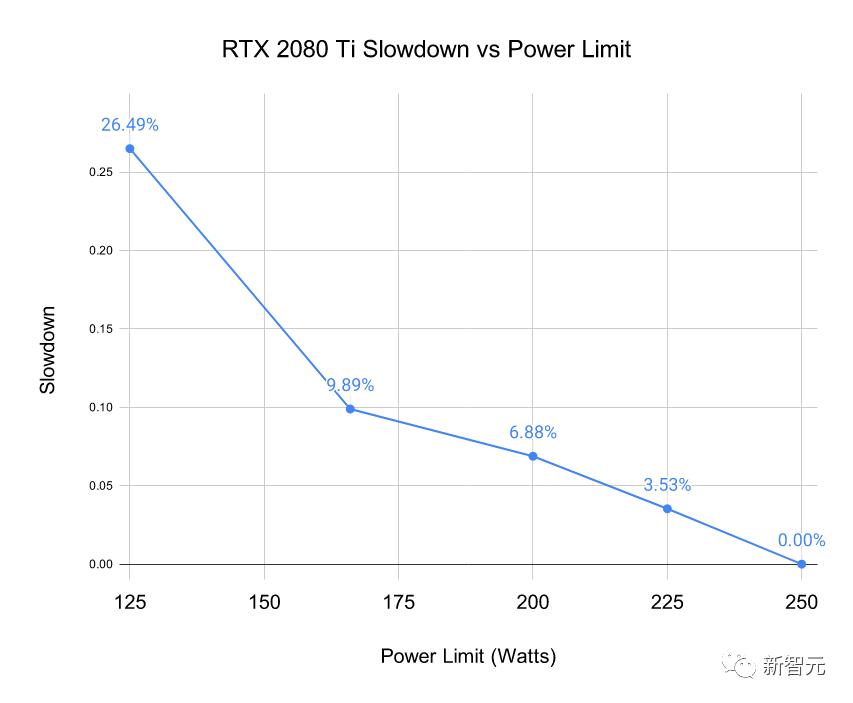 RTX 2080 Ti Slowdown vs Power Limit
26.49%
0.25
0.20
0.15
Slowdown
9.89%
0.10
6.88%
3.53%
0.05
0.00%
0.00
125 150 175 200 225 250
Power Limit (Watts)
新智元